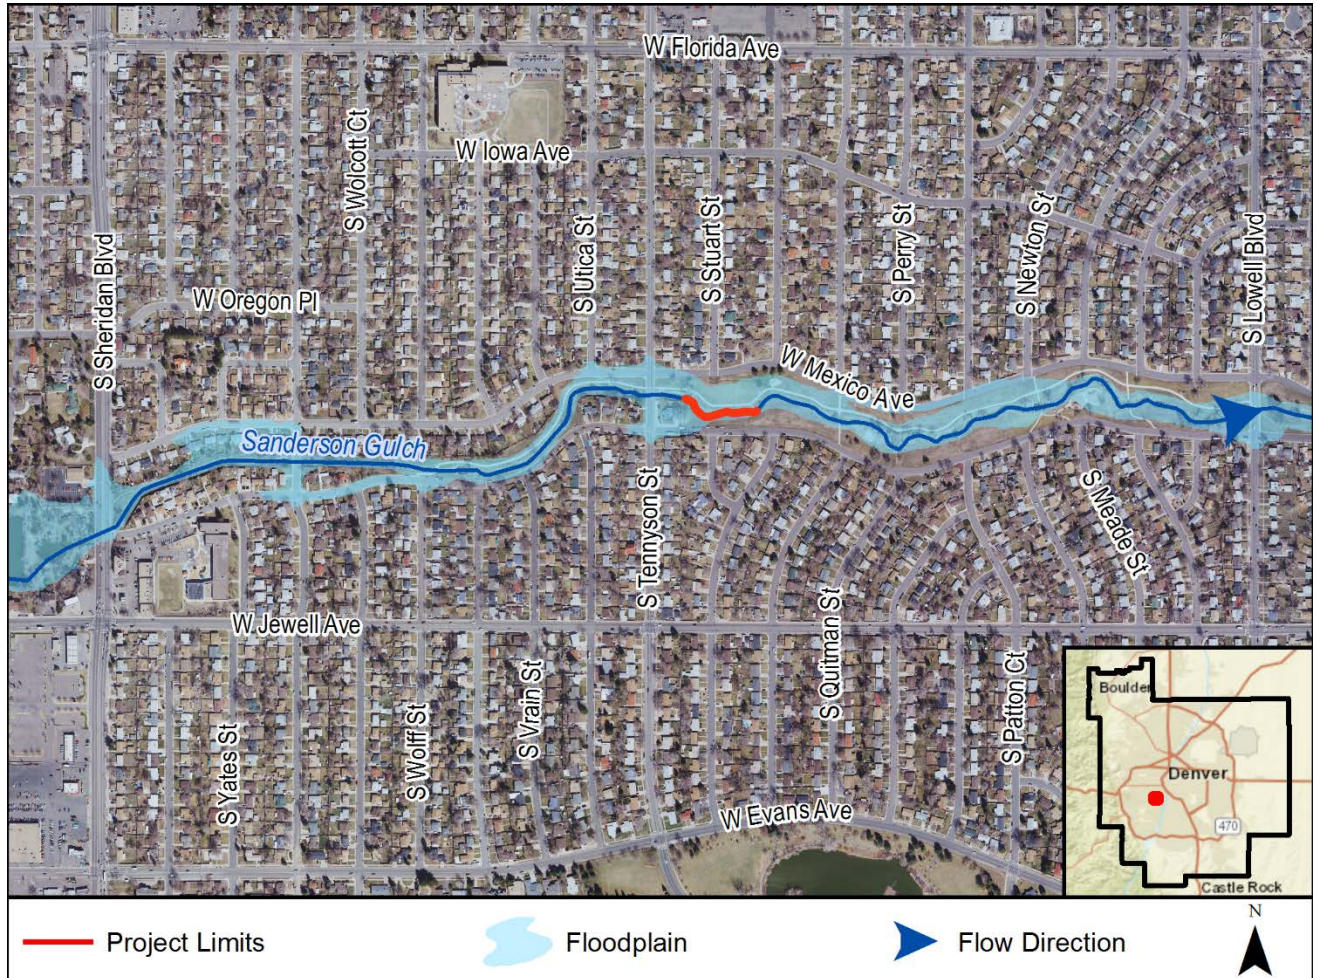 W Florida Ave
W Iowa Ave
S Wolcott Ct
S Utica St
S Stuart St
S Perry St
S Newton St
S Lowell Blvd
S Sheridan Blvd
W Oregon Pl
W Mexico Ave
Sanderson Gulch
S Tennyson St
S Meade St
W Jewell Ave
S Yates St
S Wolff St
S Vrain St
S Quitman St
S Patton Ct
W Evans Ave
Boulder
Denver
470
Castle Rock
Project Limits
Floodplain
Flow Direction
N